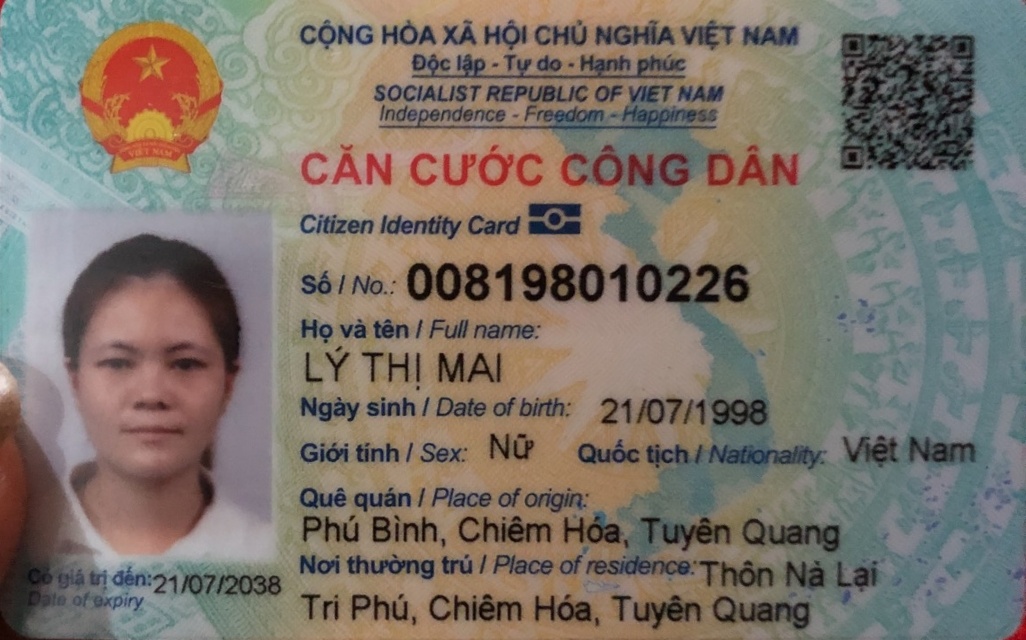 CỘNG HÒA XÃ HỘI CHỦ NGHĨA VIỆT NAM
Độc lập - Tự do - Hạnh phúc
SOCIALIST REPUBLIC OF VIET NAM
Independence - Freedom - Happiness
CĂN CƯỚC CÔNG DÂN
Citizen Identity Card
Số / No.: 008198010226
Họ và tên / Full name:
LÝ THỊ MAI
Ngày sinh / Date of birth: 21/07/1998
Giới tính / Sex: Nữ Quốc tịch / Nationality: Việt Nam
Quê quán / Place of origin:
Phú Bình, Chiêm Hóa, Tuyên Quang
Nơi thường trú / Place of residence: Thôn Nà Lại
Tri Phú, Chiêm Hóa, Tuyên Quang
Có giá trị đến: 21/07/2038
Date of expiry
VIỆT NAM